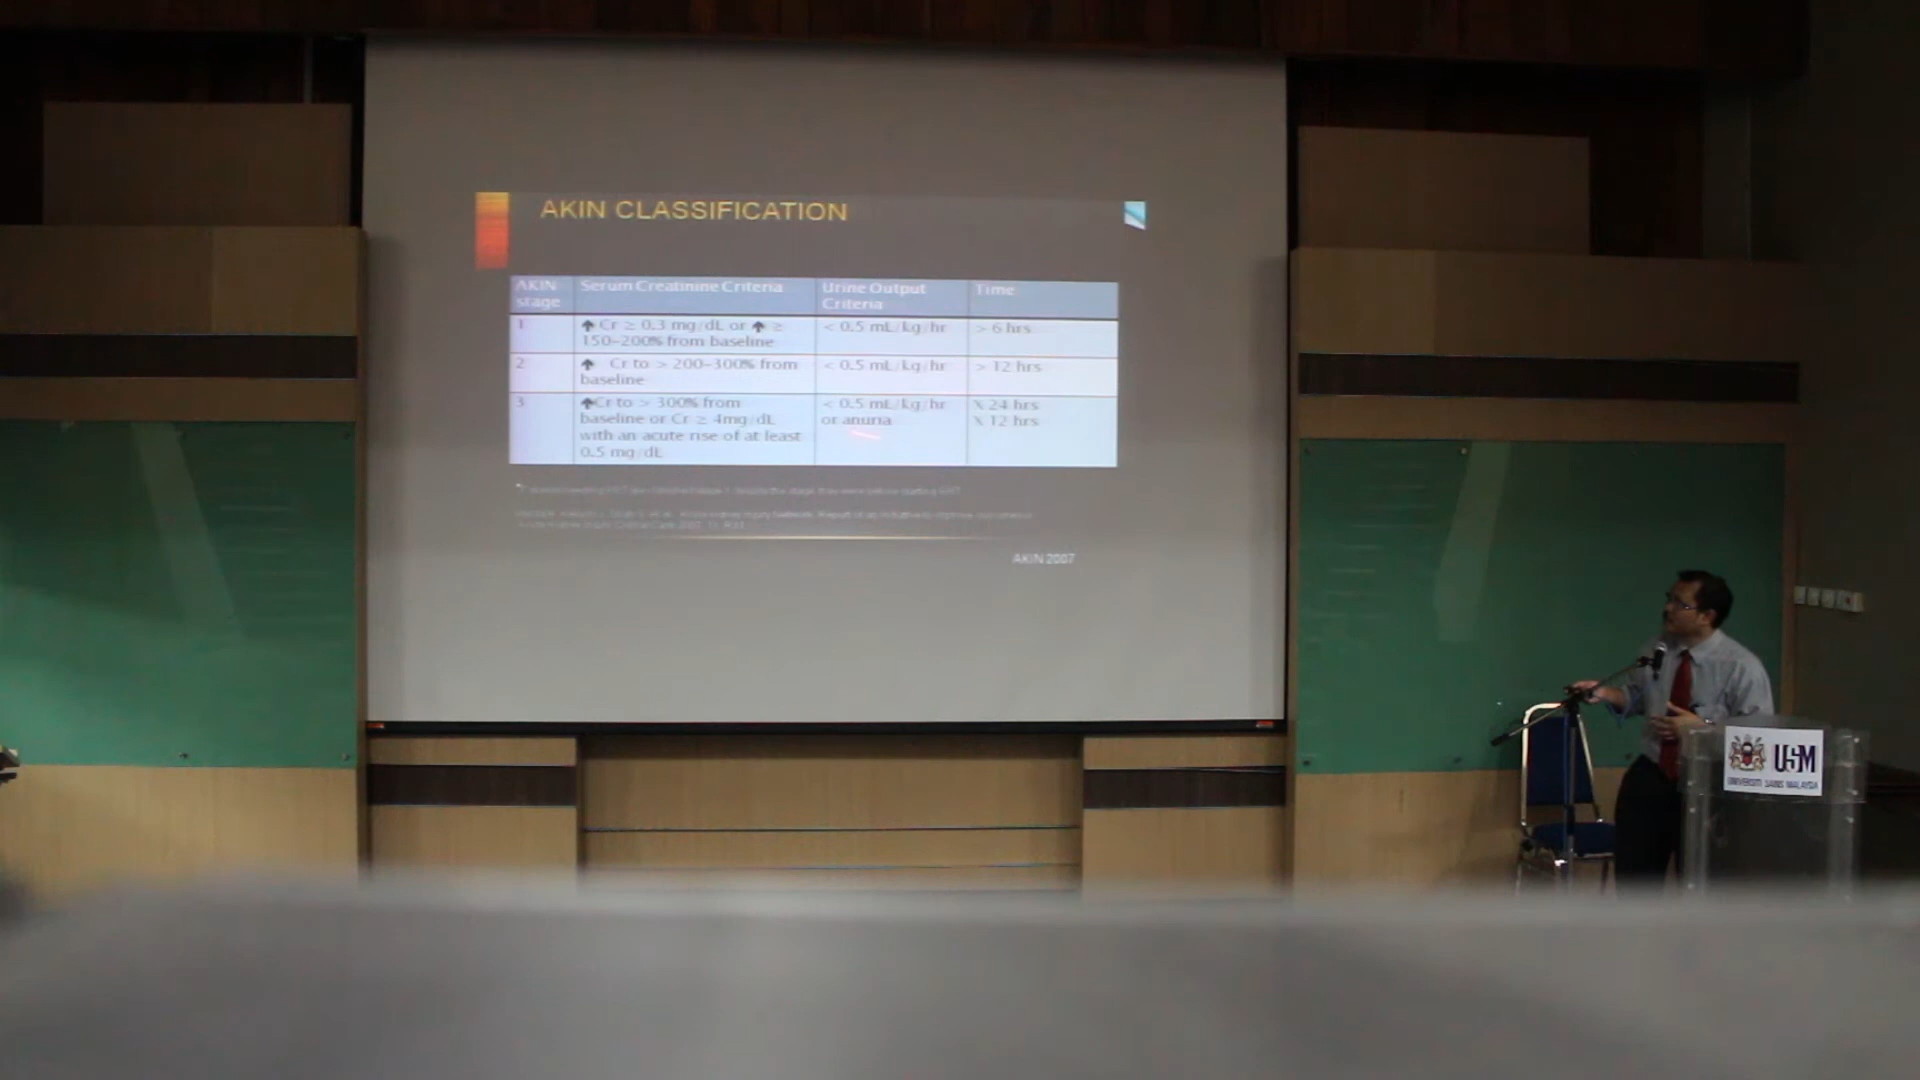 AKIN CLASSIFICATION
AKIN Serum Creatinine Criteria Urine Output Time
stage Criteria
1 ↑ Cr ≥ 0.3 mg/dL or ↑ ≥ < 0.5 mL/kg/hr > 6 hrs
150-200% from baseline
2 ↑ Cr to > 200-300% from < 0.5 mL/kg/hr > 12 hrs
baseline
3 ↑Cr to > 300% from < 0.5 mL/kg/hr X 24 hrs
baseline or Cr ≥ 4mg/dL or anuria X 12 hrs
with an acute rise of at least
0.5 mg/dL
AKIN 2007
USM
UNIVERSITI SAINS MALAYSIA